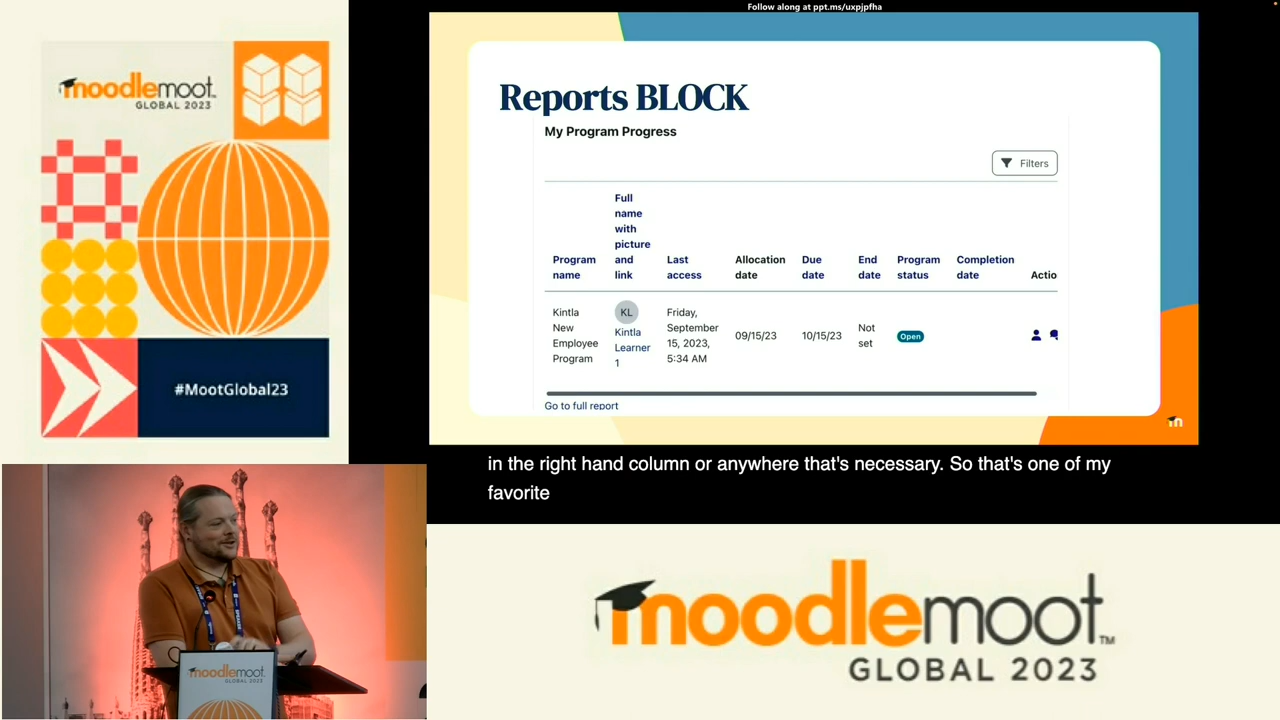 Follow along at ppt.ms/uxpjpfha
moodlemoot™
GLOBAL 2023
#MootGlobal23
Reports BLOCK
My Program Progress
Filters
Program name
Full name with picture and link
Last access
Allocation date
Due date
End date
Program status
Completion date
Actio
Kintla New Employee Program
KL
Kintla Learner 1
Friday, September 15, 2023, 5:34 AM
09/15/23
10/15/23
Not set
Open
Go to full report
m
in the right hand column or anywhere that's necessary. So that's one of my
favorite
moodlemoot
GLOBAL 2023
moodlemoot™
GLOBAL 2023